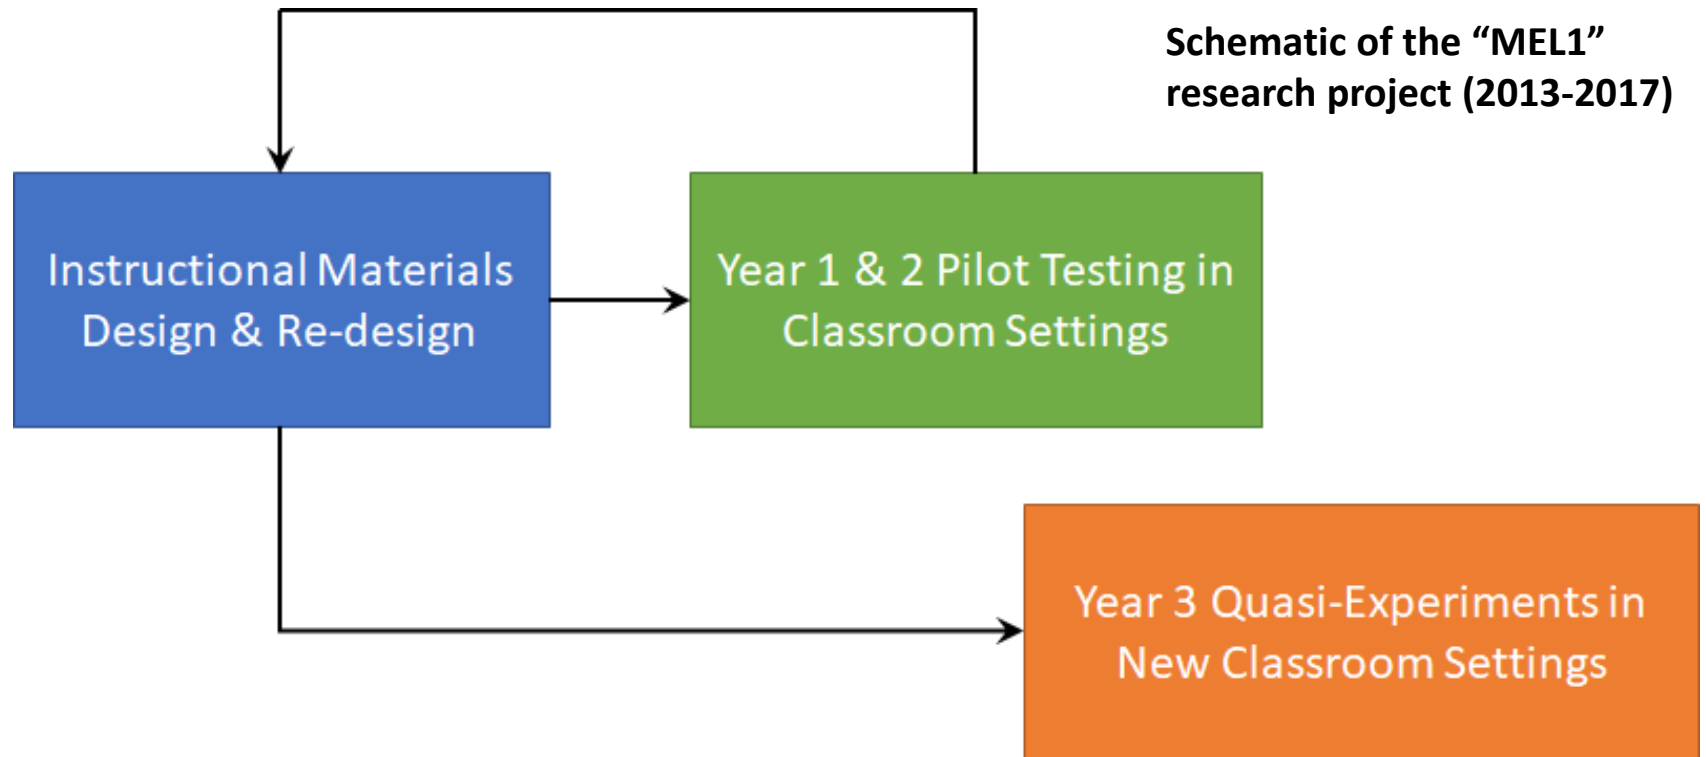 Schematic of the “MEL1”
research project (2013-2017)
Instructional Materials
Design & Re-design
Year 1 & 2 Pilot Testing in
Classroom Settings
Year 3 Quasi-Experiments in
New Classroom Settings